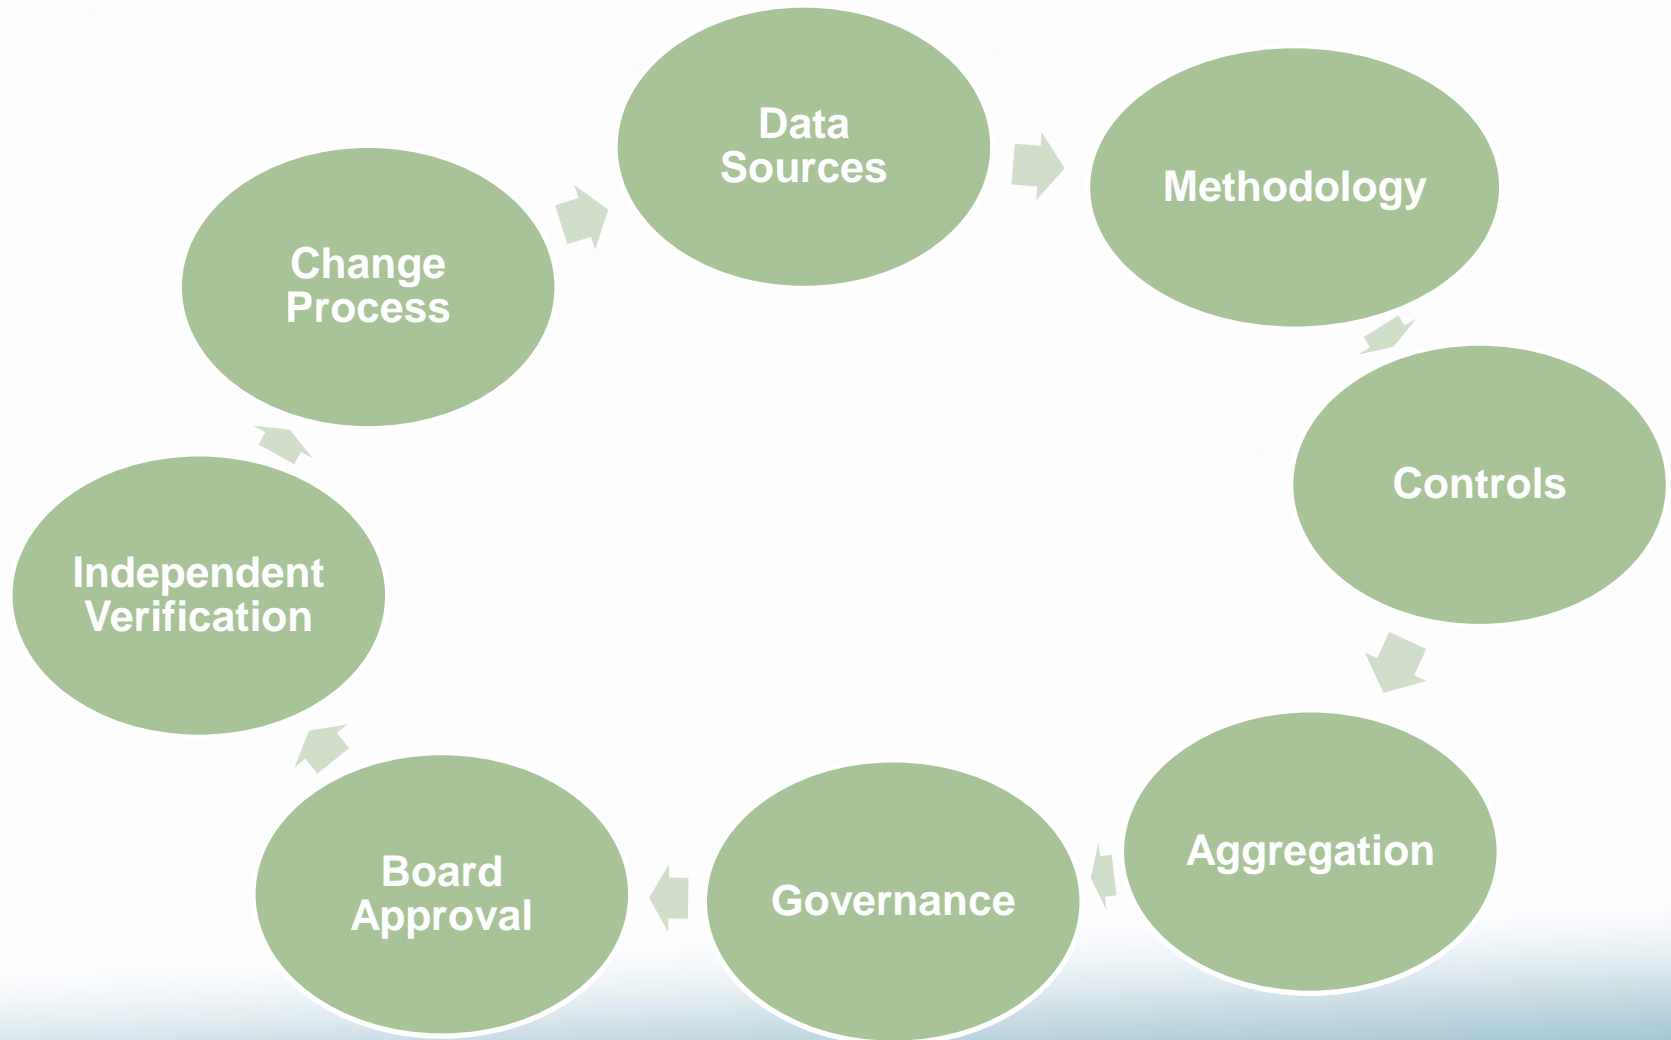 Data
Sources
Methodology
Controls
Aggregation
Governance
Board
Approval
Independent
Verification
Change
Process